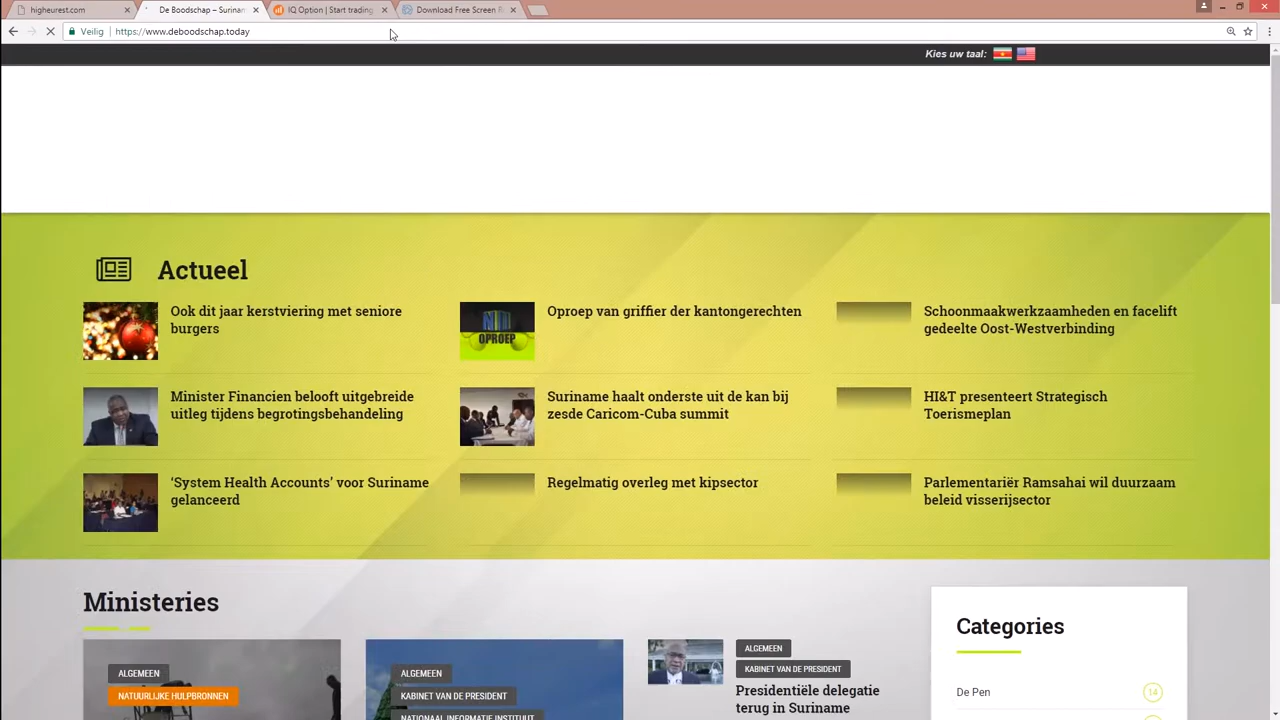 higheurest.com
De Boodschap – Surinam
IQ Option | Start trading
Download Free Screen R
Veilig
https://www.deboodschap.today
Kies uw taal:
Actueel
Ook dit jaar kerstviering met seniore
burgers
OPROEP
Oproep van griffier der kantongerechten
Schoonmaakwerkzaamheden en facelift
gedeelte Oost-Westverbinding
Minister Financien belooft uitgebreide
uitleg tijdens begrotingsbehandeling
Suriname haalt onderste uit de kan bij
zesde Caricom-Cuba summit
HI&T presenteert Strategisch
Toerismeplan
‘System Health Accounts’ voor Suriname
gelanceerd
Regelmatig overleg met kipsector
Parlementariër Ramsahai wil duurzaam
beleid visserijsector
Ministeries
ALGEMEEN
NATUURLIJKE HULPBRONNEN
ALGEMEEN
KABINET VAN DE PRESIDENT
NATIONAAL INFORMATIE INSTITUUT
ALGEMEEN
KABINET VAN DE PRESIDENT
Presidentiële delegatie
terug in Suriname
Categories
De Pen
14